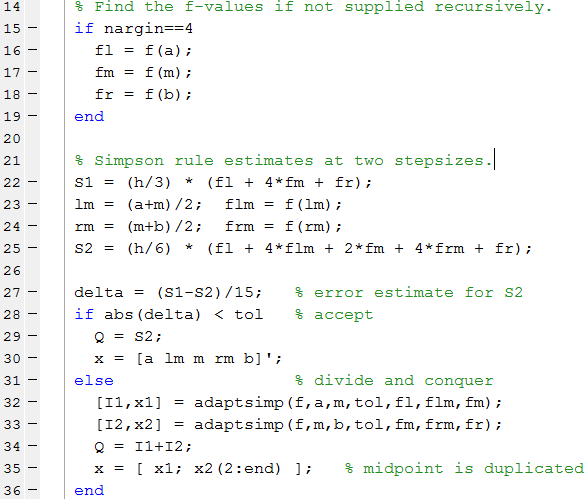 14 % Find the f-values if not supplied recursively.
15 – if nargin==4
16 – fl = f(a);
17 – fm = f(m);
18 – fr = f(b);
19 – end
20
21 % Simpson rule estimates at two stepsizes.
22 – S1 = (h/3) * (fl + 4*fm + fr);
23 – lm = (a+m)/2; flm = f(lm);
24 – rm = (m+b)/2; frm = f(rm);
25 – S2 = (h/6) * (fl + 4*flm + 2*fm + 4*frm + fr);
26
27 – delta = (S1-S2)/15; % error estimate for S2
28 – if abs(delta) < tol % accept
29 – Q = S2;
30 – x = [a lm m rm b]';
31 – else % divide and conquer
32 – [I1,x1] = adaptsimp(f,a,m,tol,fl,flm,fm);
33 – [I2,x2] = adaptsimp(f,m,b,tol,fm,frm,fr);
34 – Q = I1+I2;
35 – x = [ x1; x2(2:end) ]; % midpoint is duplicated
36 – end